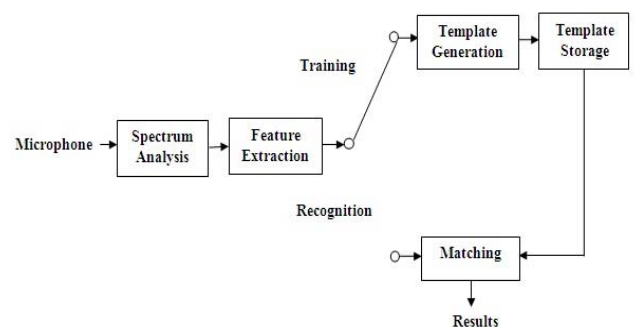 Template
Generation
Template
Storage
Training
Microphone
Spectrum
Analysis
Feature
Extraction
Recognition
Matching
Results